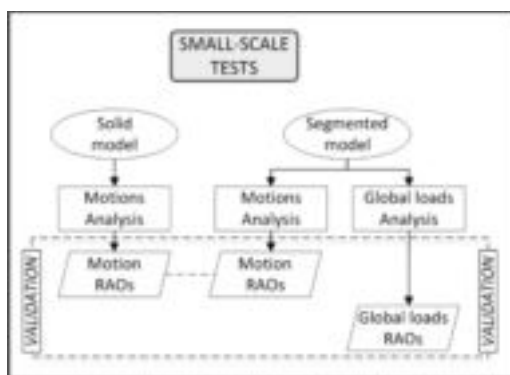 SMALL-SCALE
TESTS
Solid
model
Segmented
model
Motions
Analysis
Motions
Analysis
Global loads
Analysis
VALIDATION
Motion
RAOs
Motion
RAOs
VALIDATION
Global loads
RAOs